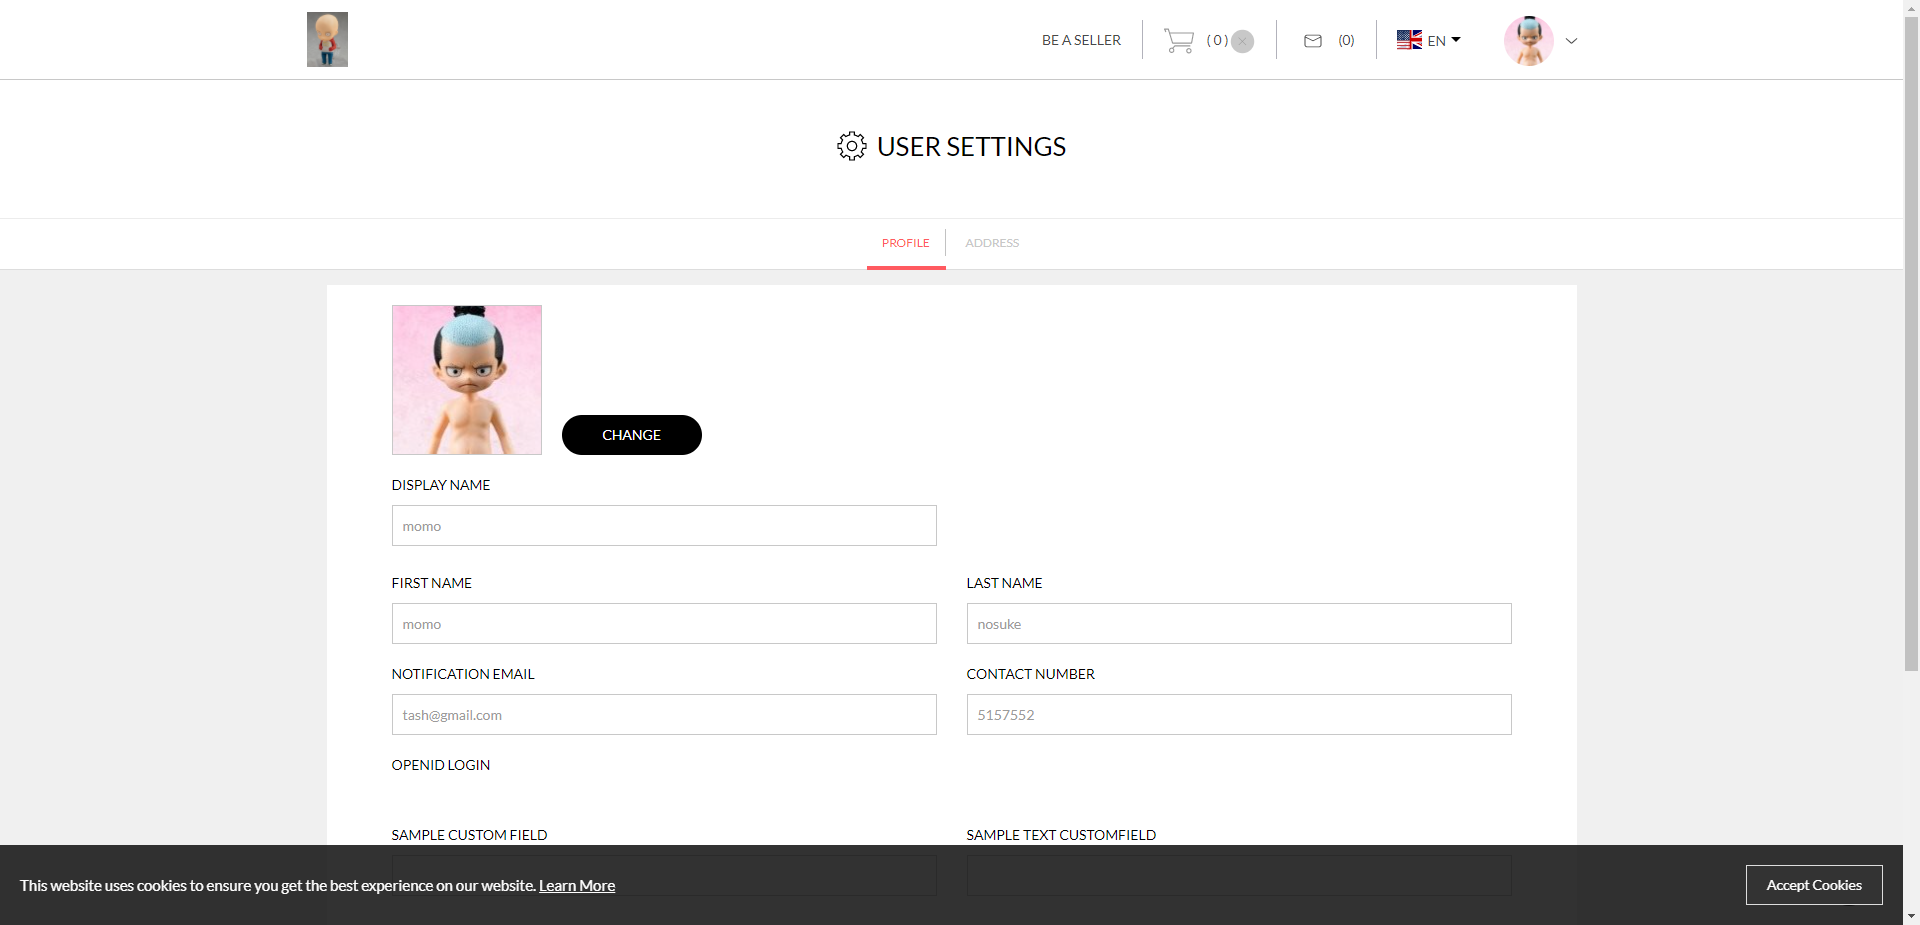 BE A SELLER
( 0 )
(0)
EN
USER SETTINGS
PROFILE
ADDRESS
CHANGE
DISPLAY NAME
momo
FIRST NAME
LAST NAME
momo
nosuke
NOTIFICATION EMAIL
CONTACT NUMBER
tash@gmail.com
5157552
OPENID LOGIN
SAMPLE CUSTOM FIELD
SAMPLE TEXT CUSTOMFIELD
This website uses cookies to ensure you get the best experience on our website. Learn More
Accept Cookies